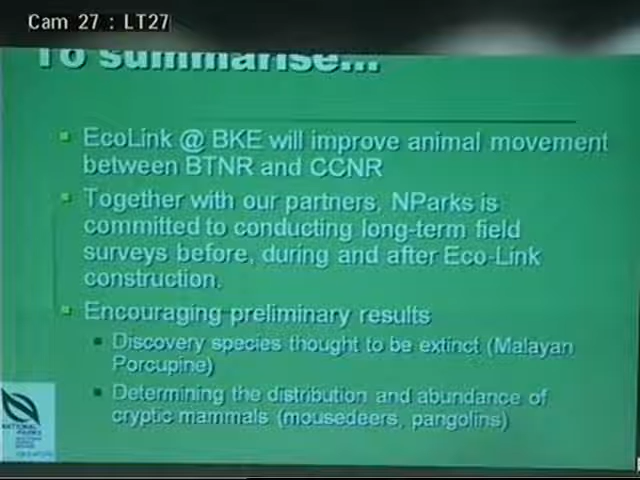 Cam 27 : LT27
To summarise...
EcoLink @ BKE will improve animal movement
between BTNR and CCNR
Together with our partners, NParks is
committed to conducting long-term field
surveys before, during and after Eco-Link
construction.
Encouraging preliminary results
Discovery species thought to be extinct (Malayan
Porcupine)
Determining the distribution and abundance of
cryptic mammals (mousedeers, pangolins)
NATIONAL
PARKS